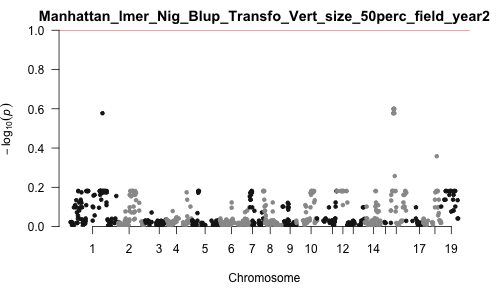 Manhattan_lmer_Nig_Blup_Transfo_Vert_size_50perc_field_year2
1.0
0.8
0.6
0.4
0.2
0.0
− log10(p)
1 2 3 4 5 6 7 8 9 10 12 14 17 19
Chromosome